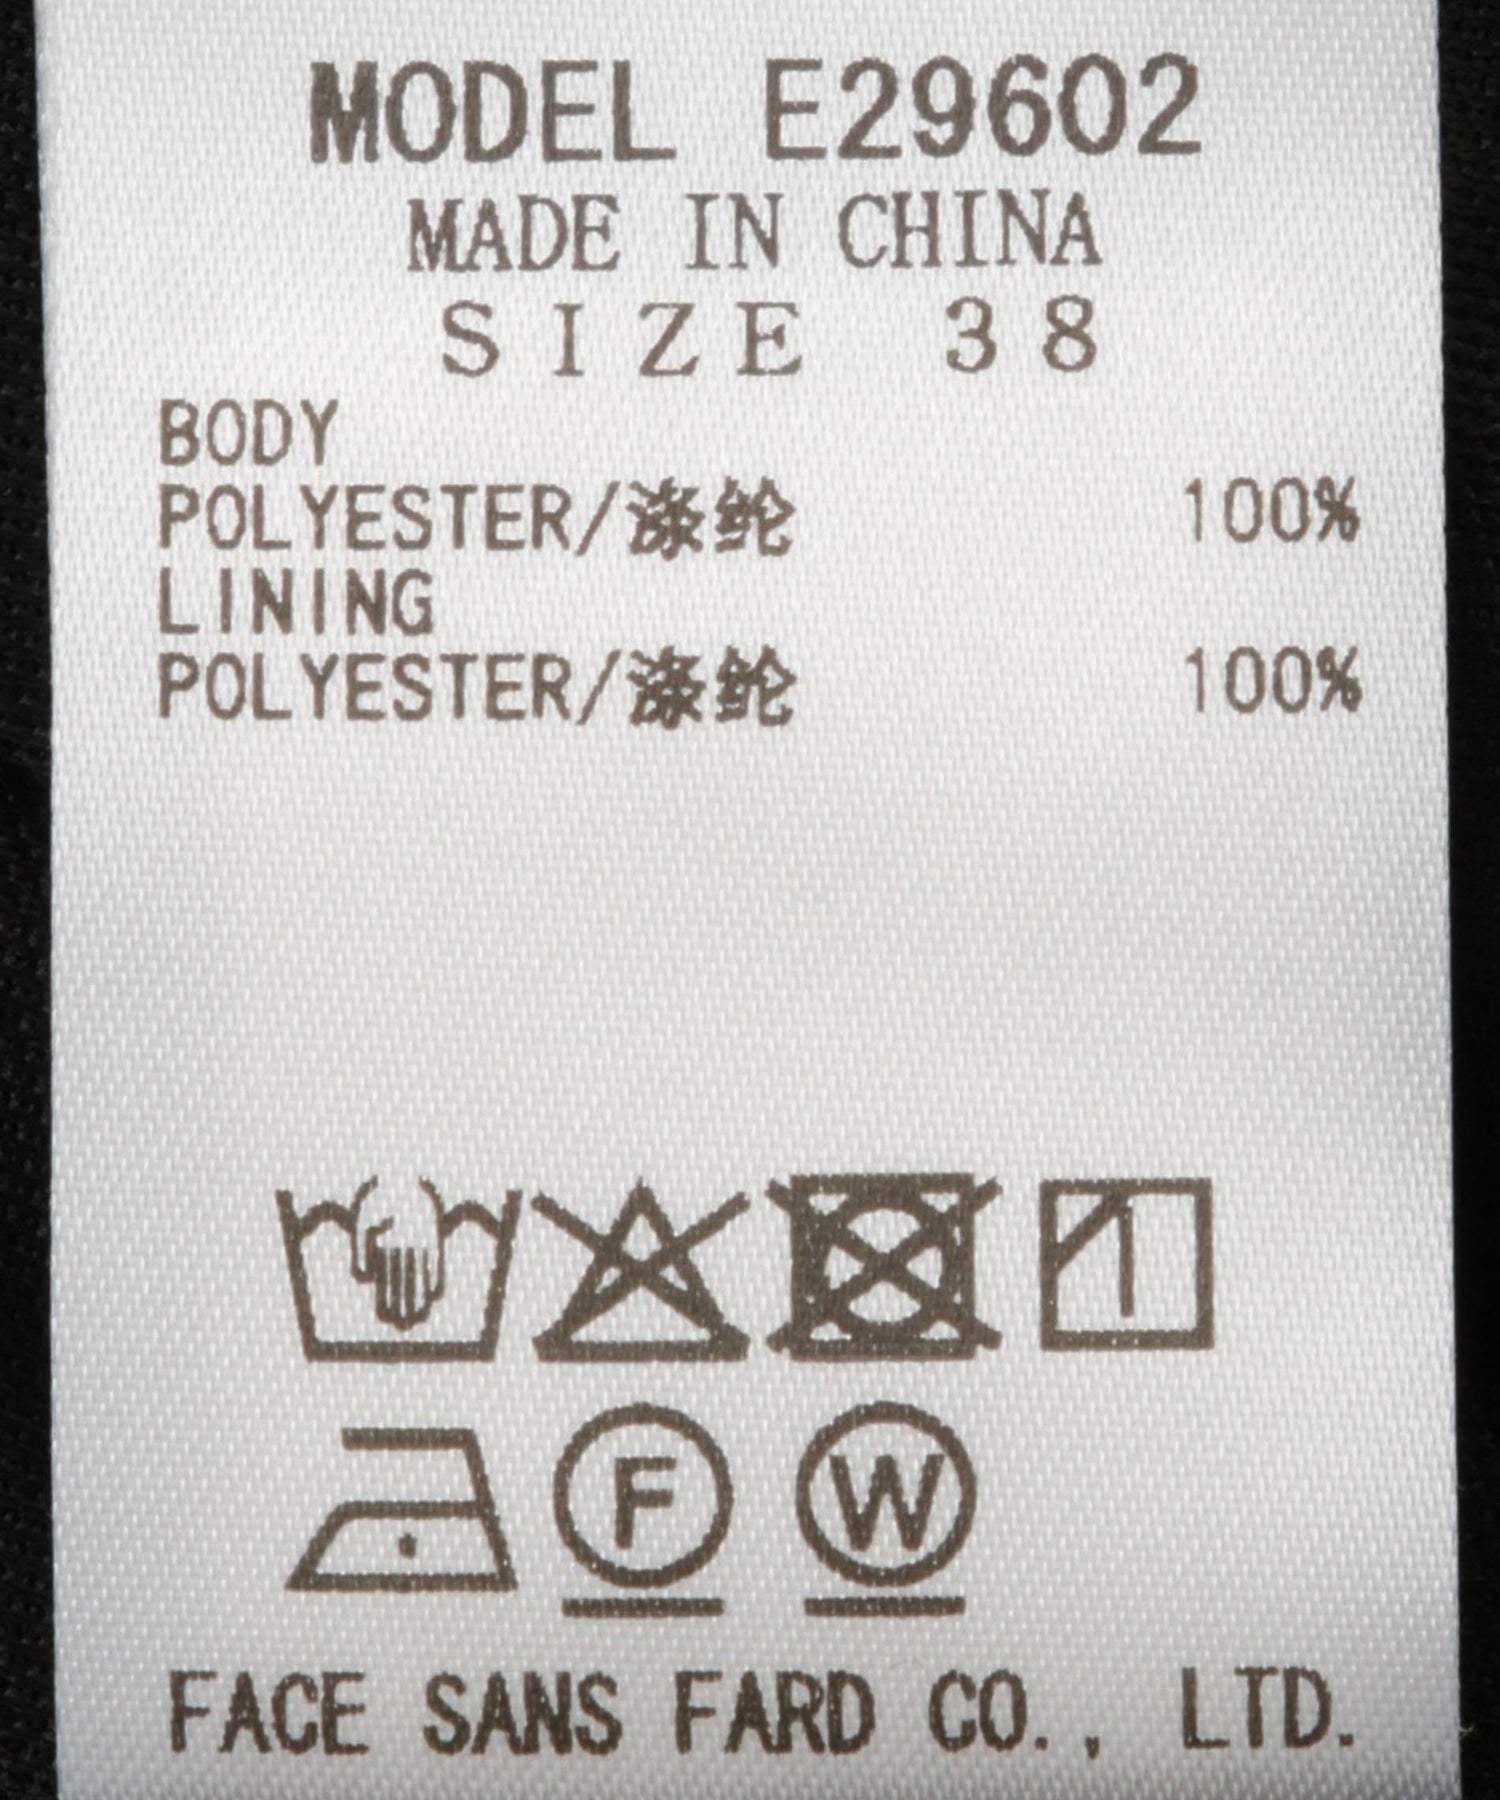 MODEL E29602
MADE IN CHINA
SIZE 38
BODY
POLYESTER/涤纶 100%
LINING
POLYESTER/涤纶 100%
F W
FACE SANS FARD CO., LTD.